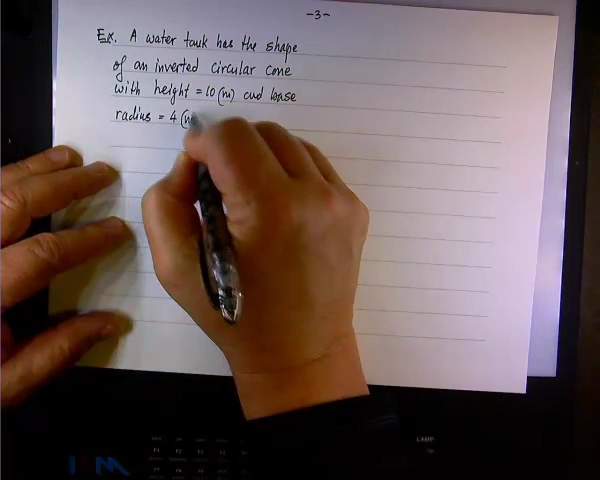 -3-
Ex. A water tank has the shape
of an inverted circular cone
with height = 10 (m) and base
radius = 4 (m
LAMP